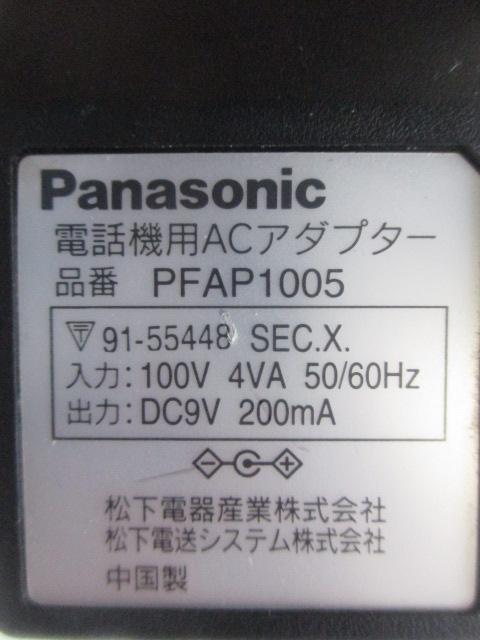 Panasonic
電話機用ACアダプター
品番 PFAP1005
91-55448 SEC.X.
入力:100V 4VA 50/60Hz
出力:DC9V 200mA
松下電器産業株式会社
松下電送システム株式会社
中国製